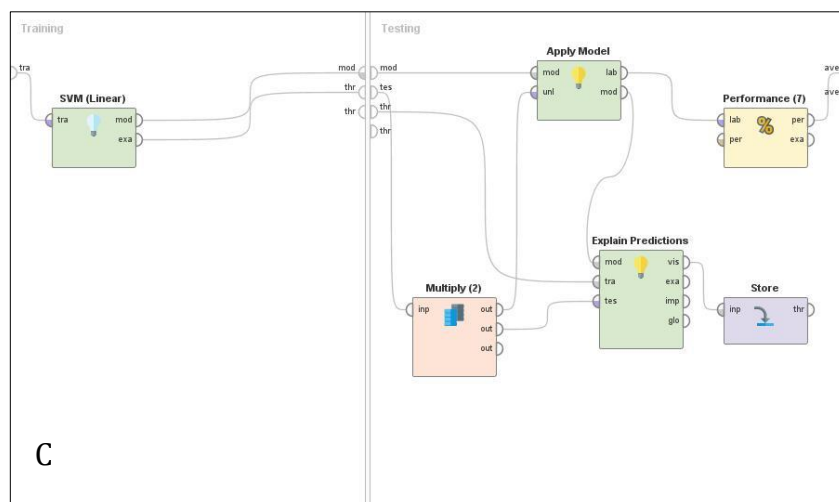 Training
Testing
tra
SVM (Linear)
tra mod
exa
mod
thr
thr
mod
tes
thr
thr
Apply Model
mod lab
unl mod
Performance (7)
lab per
per exa
ave
ave
Explain Predictions
mod vis
tra exa
tes imp
glo
Multiply (2)
inp out
out
out
Store
inp thr
C